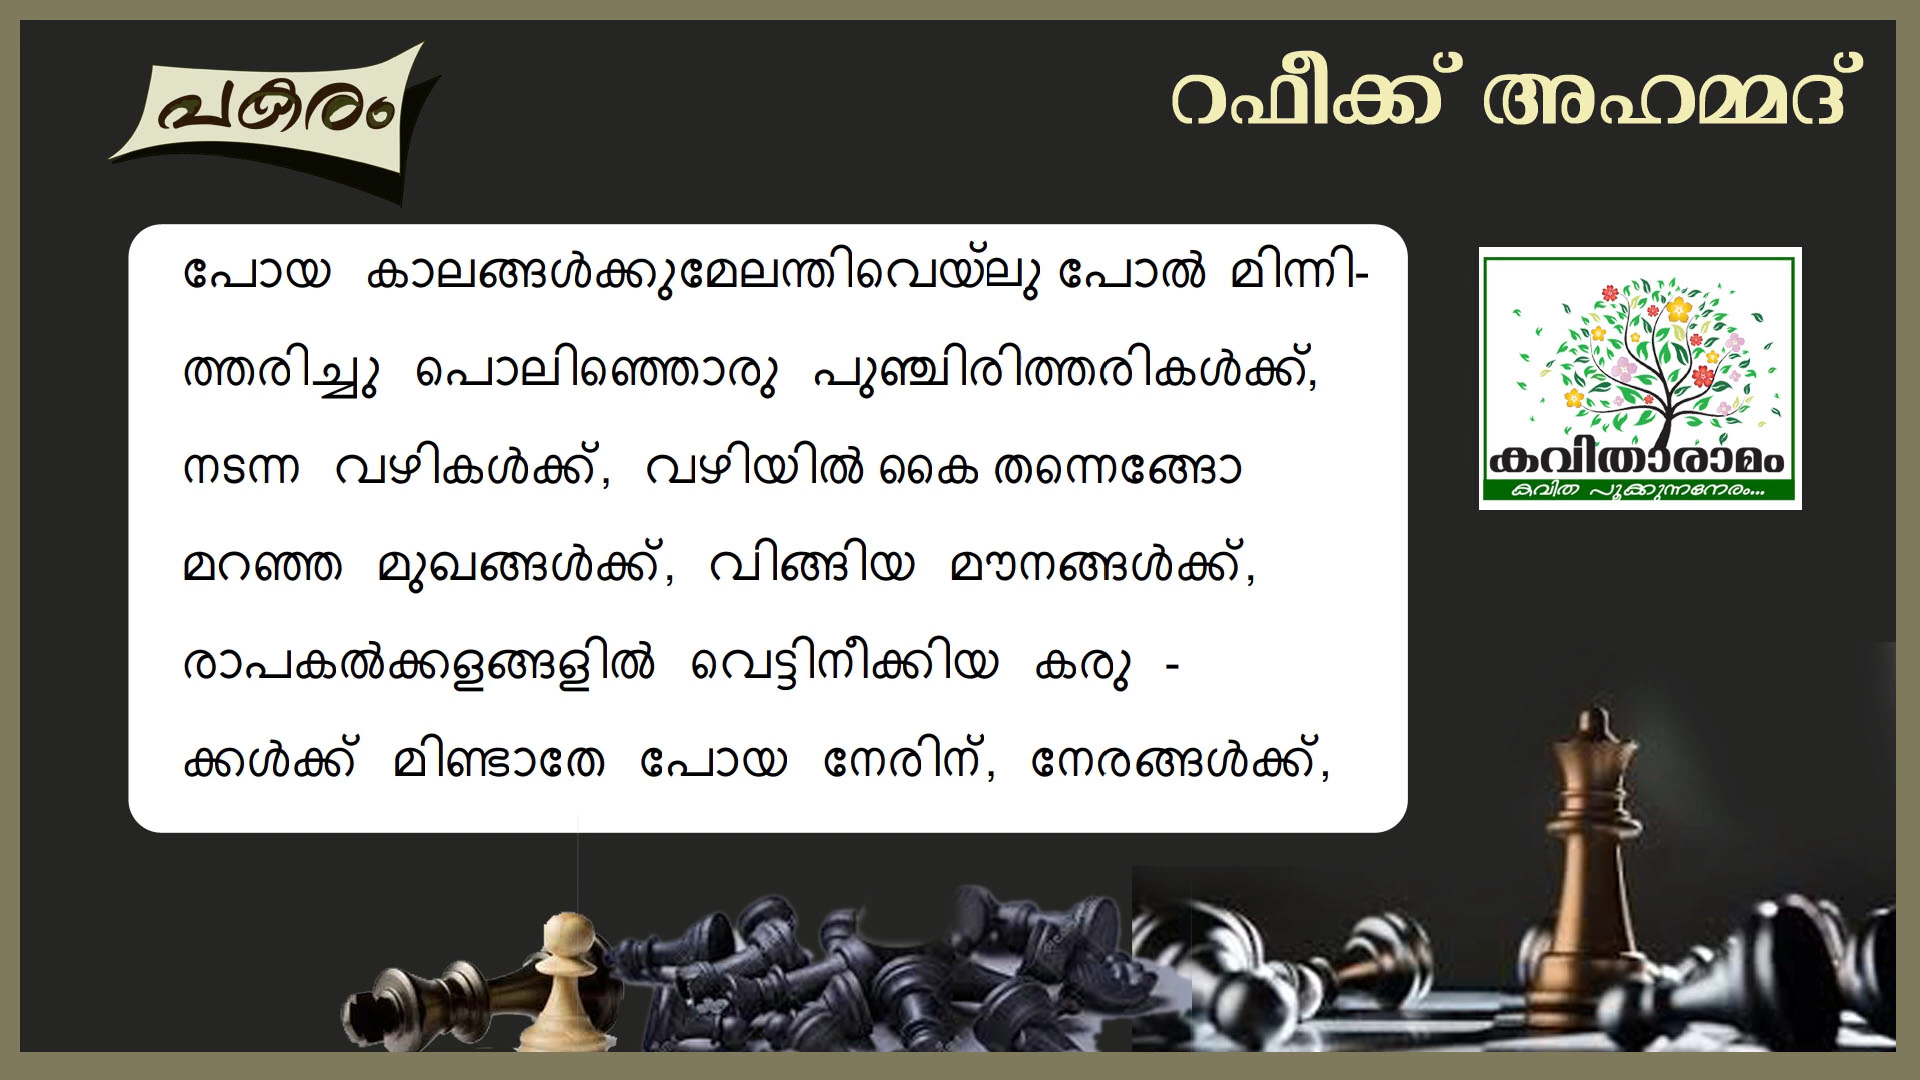 പകരം
റഫീക്ക് അഹമ്മദ്
പോയ കാലങ്ങൾക്കുമേലന്തിവെയ്‌ലു പോൽ മിന്നി-
ത്തരിച്ചു പൊലിഞ്ഞൊരു പുഞ്ചിരിത്തരികൾക്ക്,
നടന്ന വഴികൾക്ക്, വഴിയിൽ കൈ തന്നെങ്ങോ
മറഞ്ഞ മുഖങ്ങൾക്ക്, വിങ്ങിയ മൗനങ്ങൾക്ക്,
രാപകൽക്കളങ്ങളിൽ വെട്ടിനീക്കിയ കരു -
ക്കൾക്ക് മിണ്ടാതേ പോയ നേരിന്, നേരങ്ങൾക്ക്,
കവിതാരാമം
കവിത പൂക്കുന്നനേരം...